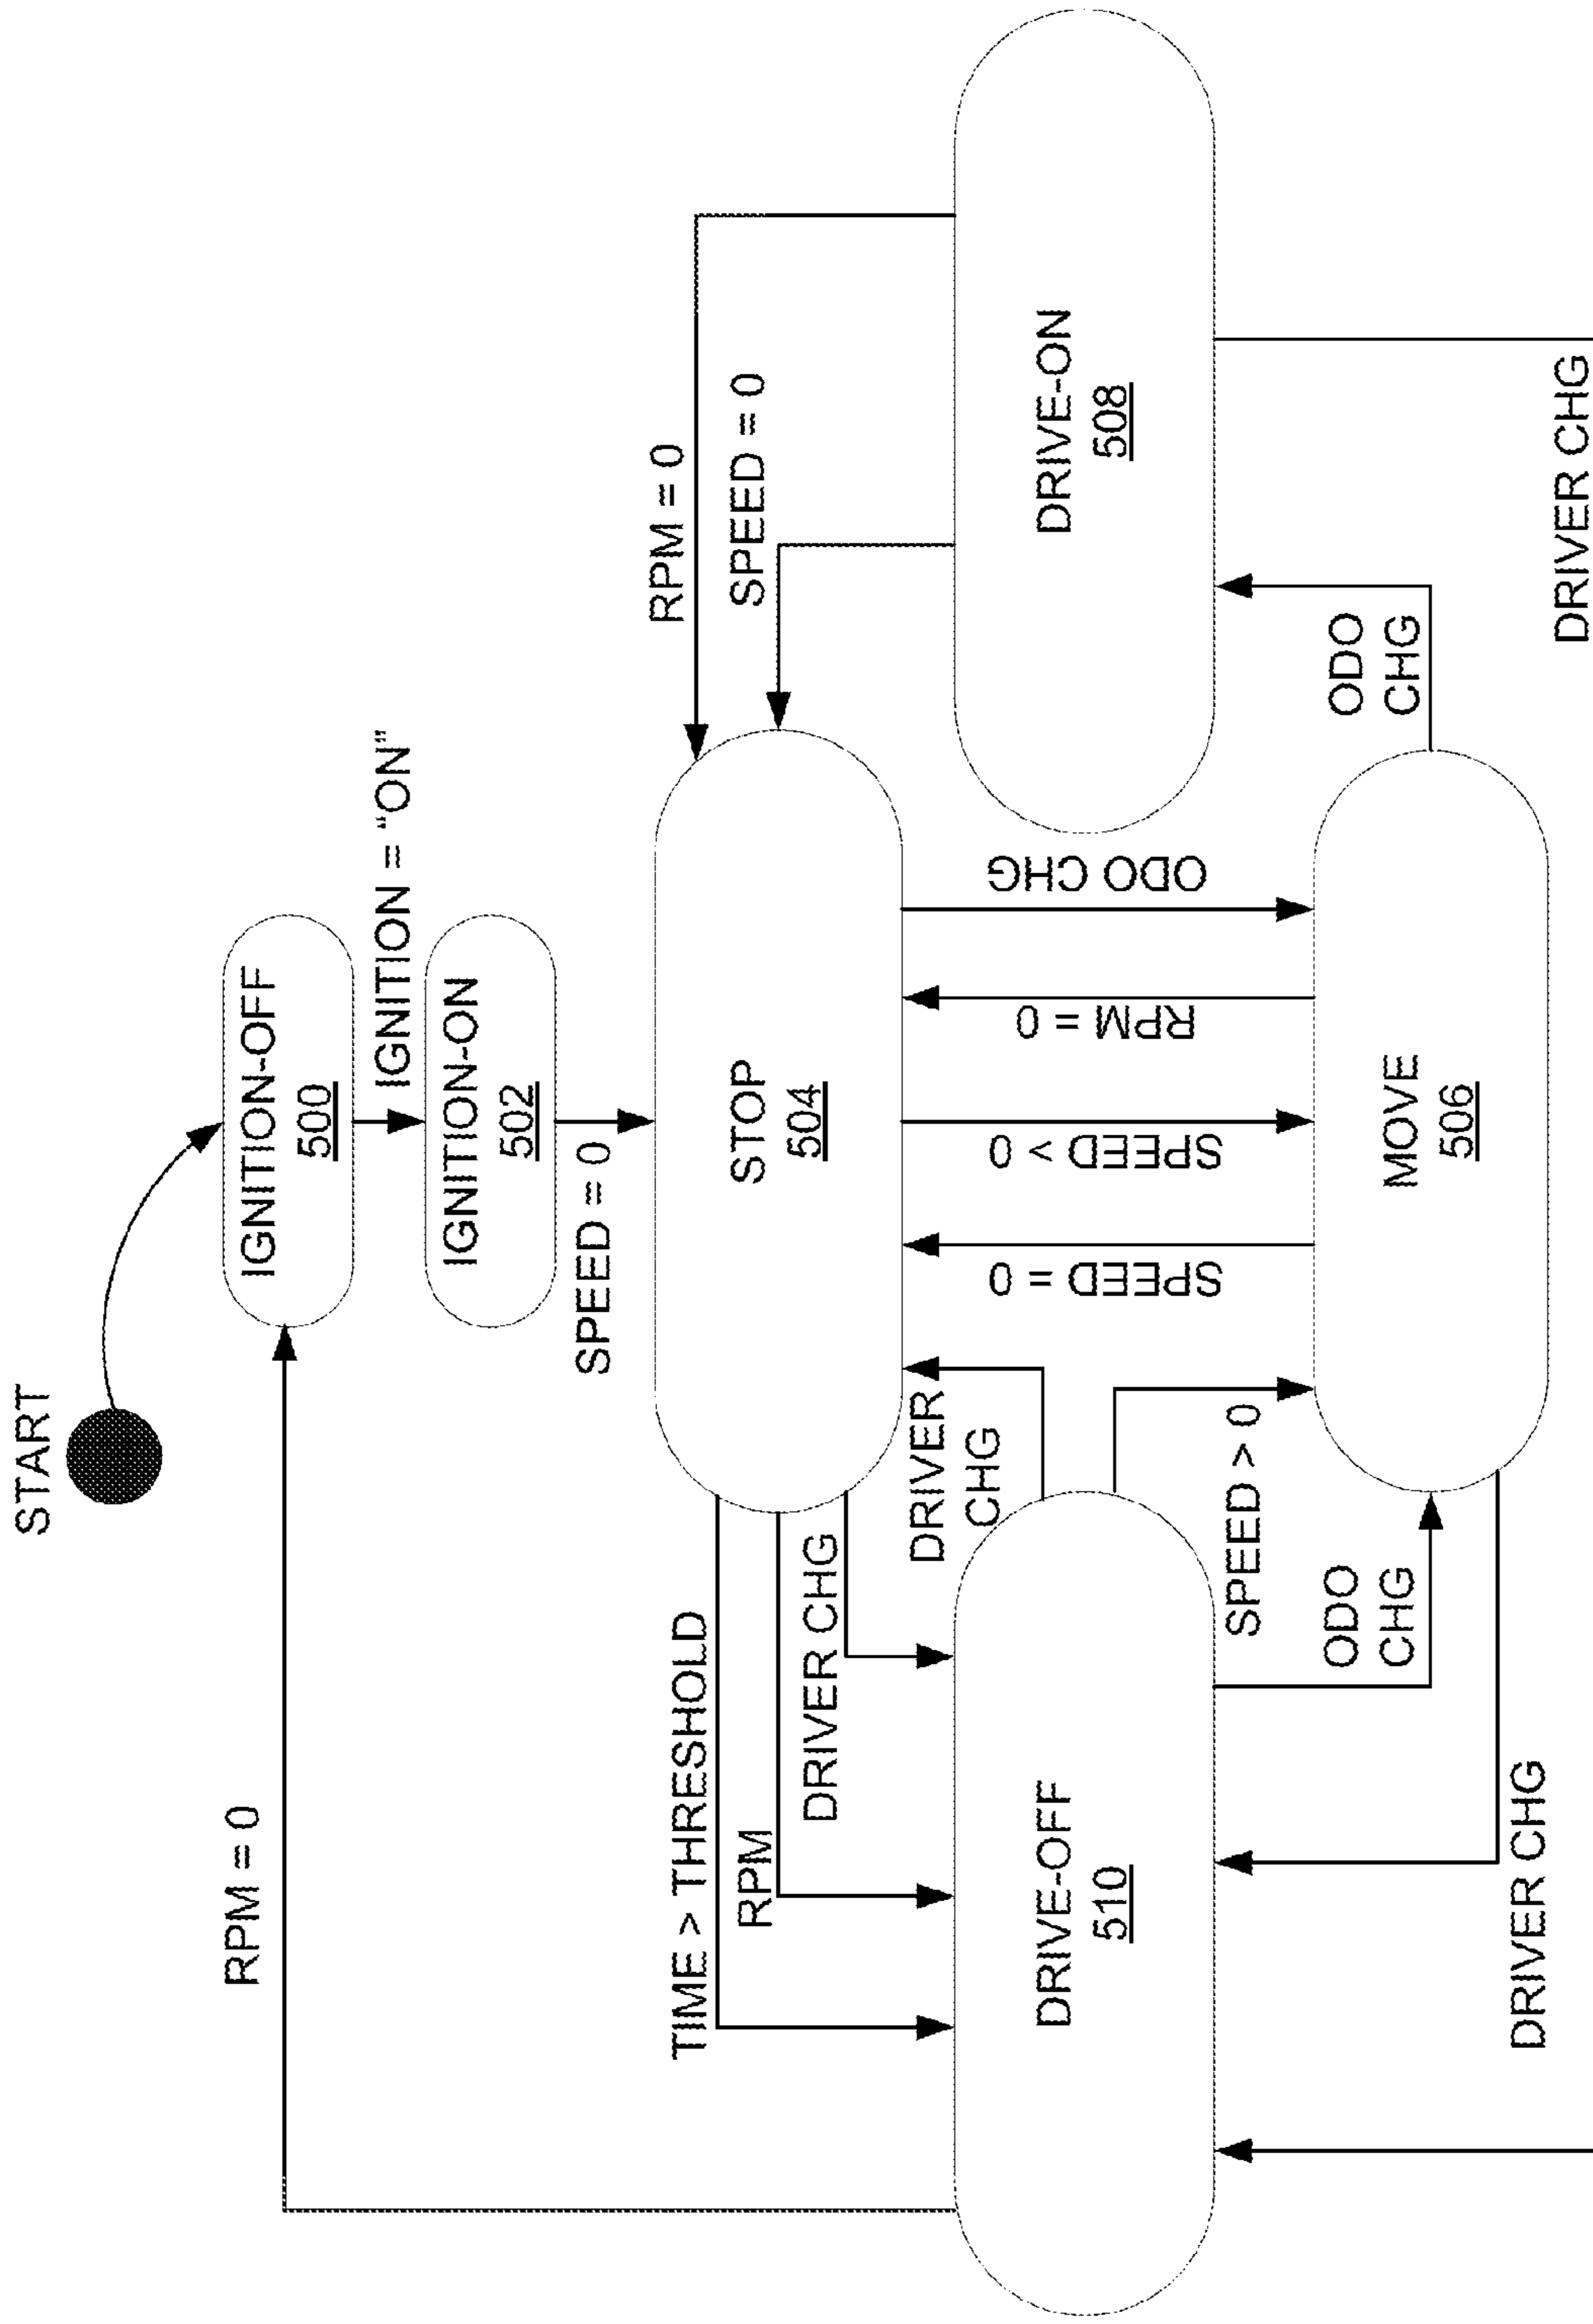 START
IGNITION-OFF
500
RPM = 0
IGNITION = “ON”
IGNITION-ON
502
SPEED = 0
STOP
504
RPM = 0
SPEED = 0
TIME > THRESHOLD
RPM
DRIVER CHG
DRIVER
CHG
SPEED = 0
SPEED > 0
RPM = 0
ODO CHG
DRIVE-OFF
510
DRIVE-ON
508
SPEED > 0
ODO
CHG
MOVE
506
ODO
CHG
DRIVER CHG
DRIVER CHG